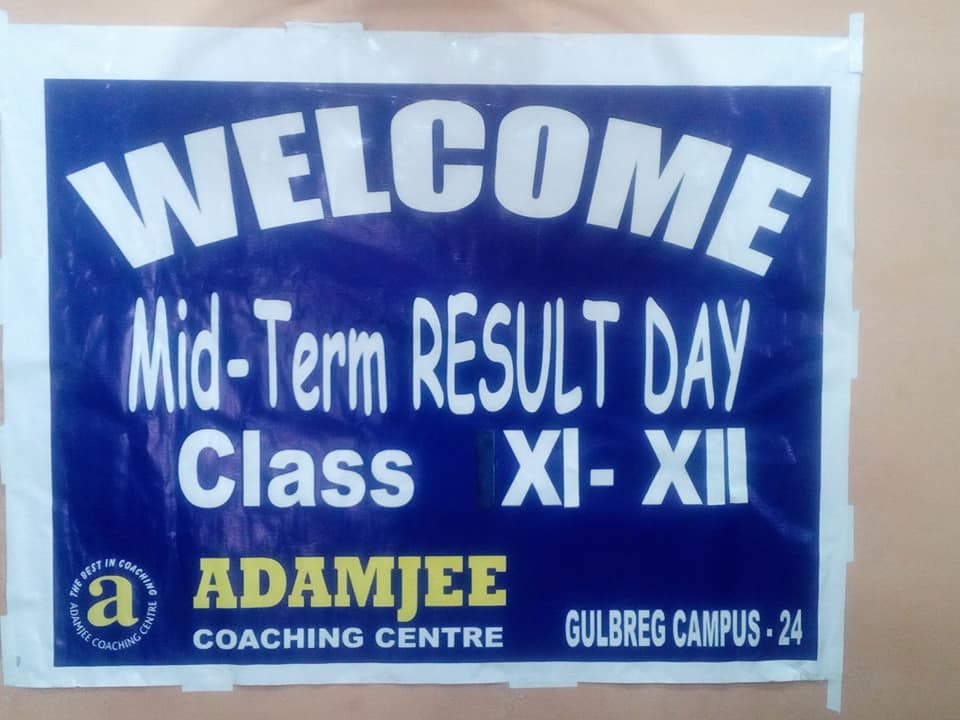 WELCOME
Mid-Term RESULT DAY
Class XI- XII
THE BEST IN COACHING
a
ADAMJEE COACHING CENTRE
ADAMJEE
COACHING CENTRE
GULBREG CAMPUS - 24